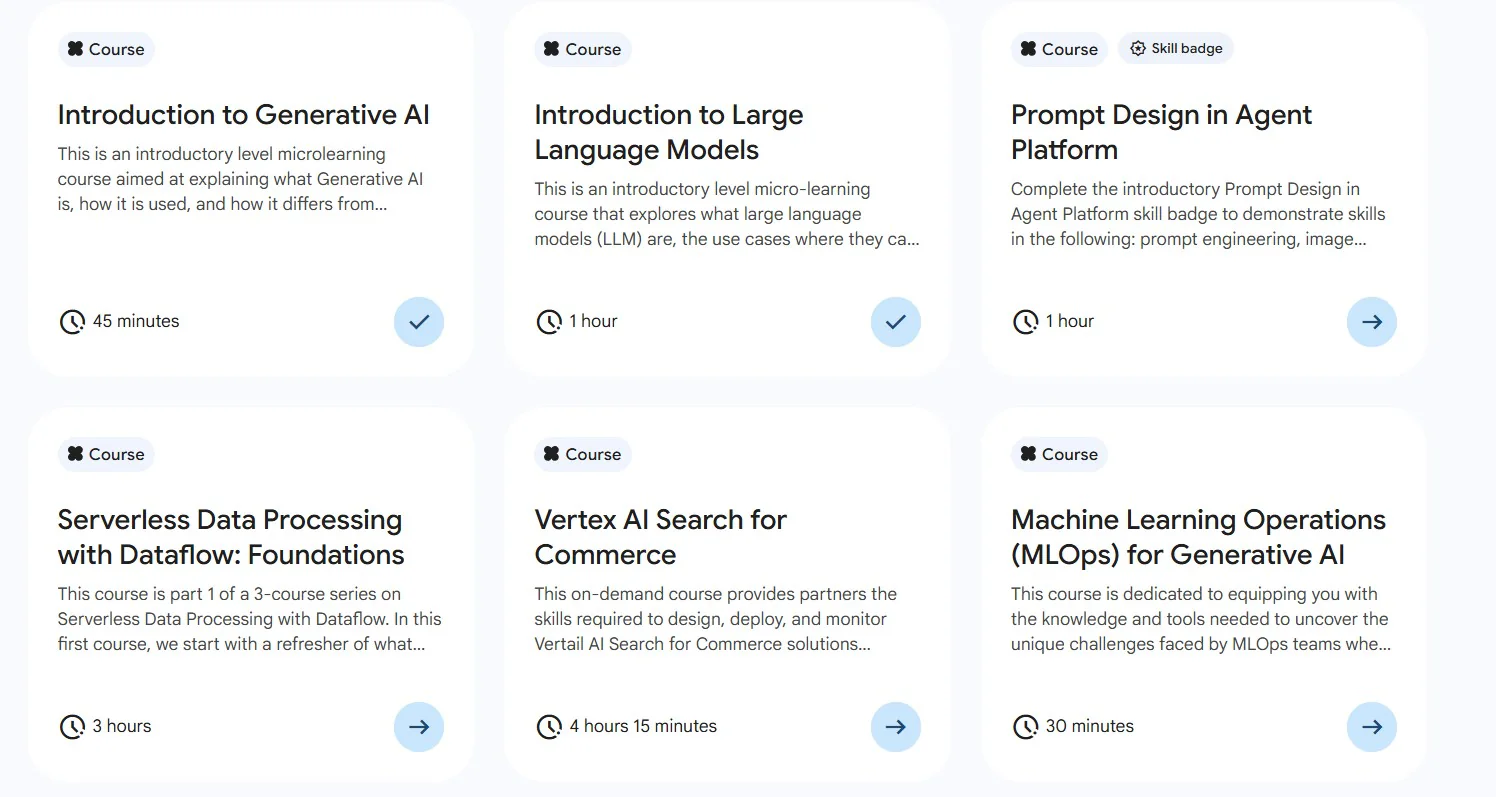 Course
Introduction to Generative AI
This is an introductory level microlearning
course aimed at explaining what Generative AI
is, how it is used, and how it differs from...
45 minutes
Course
Introduction to Large
Language Models
This is an introductory level micro-learning
course that explores what large language
models (LLM) are, the use cases where they ca...
1 hour
Course Skill badge
Prompt Design in Agent
Platform
Complete the introductory Prompt Design in
Agent Platform skill badge to demonstrate skills
in the following: prompt engineering, image...
1 hour
Course
Serverless Data Processing
with Dataflow: Foundations
This course is part 1 of a 3-course series on
Serverless Data Processing with Dataflow. In this
first course, we start with a refresher of what...
3 hours
Course
Vertex AI Search for
Commerce
This on-demand course provides partners the
skills required to design, deploy, and monitor
Vertail AI Search for Commerce solutions...
4 hours 15 minutes
Course
Machine Learning Operations
(MLOps) for Generative AI
This course is dedicated to equipping you with
the knowledge and tools needed to uncover the
unique challenges faced by MLOps teams whe...
30 minutes